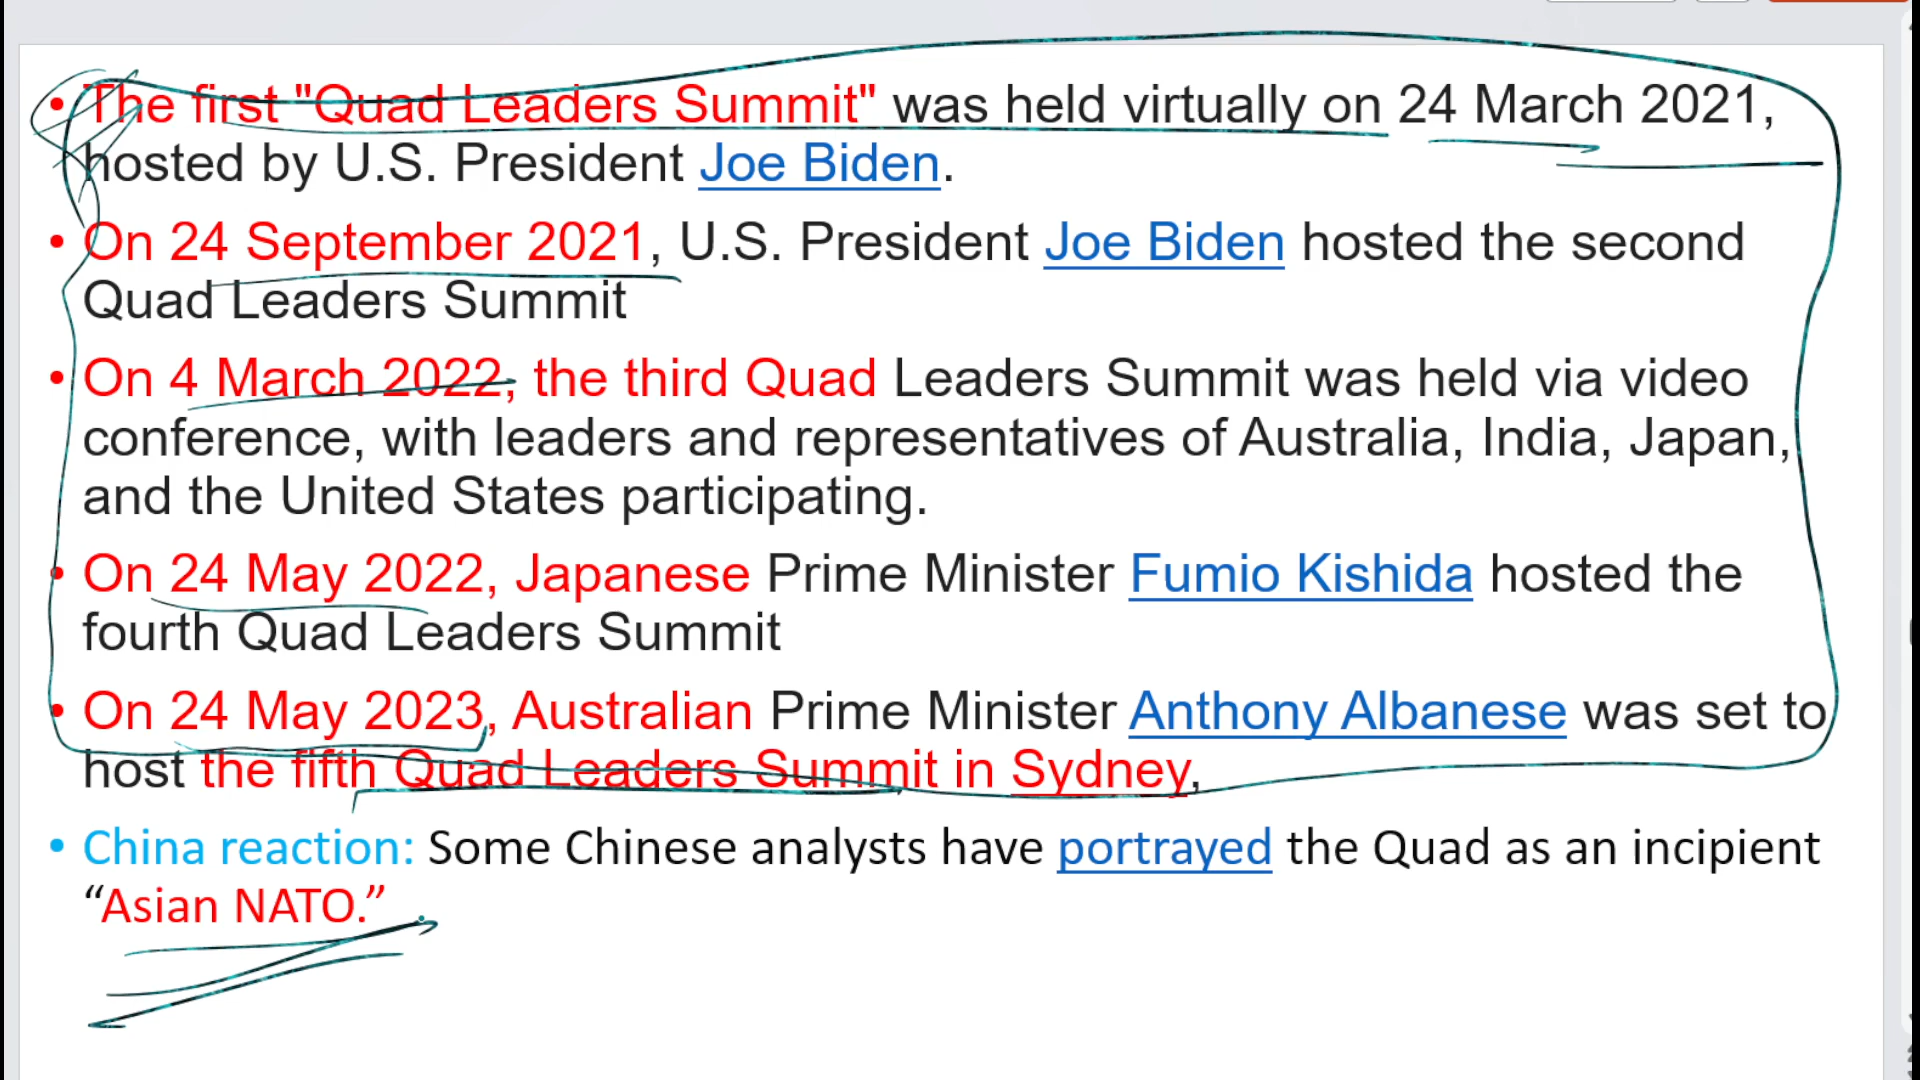 • The first "Quad Leaders Summit" was held virtually on 24 March 2021,
hosted by U.S. President Joe Biden.
• On 24 September 2021, U.S. President Joe Biden hosted the second
Quad Leaders Summit
• On 4 March 2022, the third Quad Leaders Summit was held via video
conference, with leaders and representatives of Australia, India, Japan,
and the United States participating.
• On 24 May 2022, Japanese Prime Minister Fumio Kishida hosted the
fourth Quad Leaders Summit
• On 24 May 2023, Australian Prime Minister Anthony Albanese was set to
host the fifth Quad Leaders Summit in Sydney,
• China reaction: Some Chinese analysts have portrayed the Quad as an incipient
“Asian NATO.”